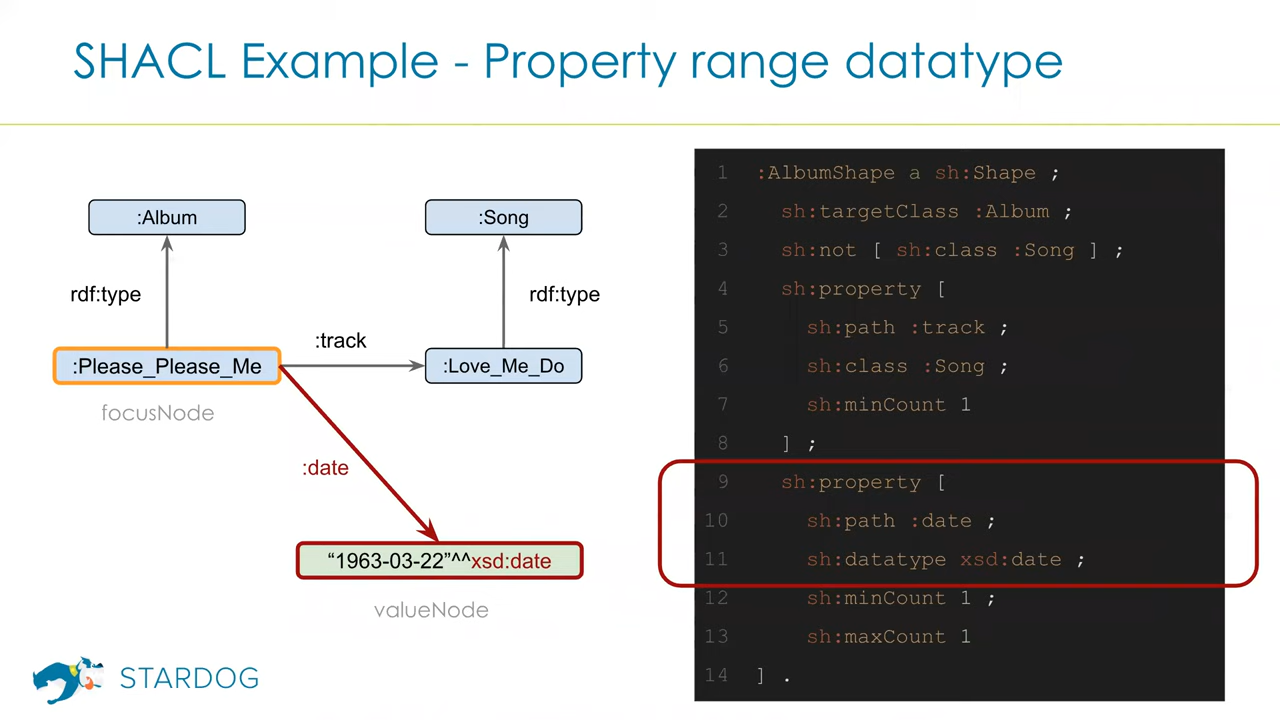 SHACL Example - Property range datatype
:Album
:Song
rdf:type
rdf:type
:track
:Please_Please_Me
:Love_Me_Do
focusNode
:date
“1963-03-22”^^xsd:date
valueNode
STARDOG
1 :AlbumShape a sh:Shape ;
2 sh:targetClass :Album ;
3 sh:not [ sh:class :Song ] ;
4 sh:property [
5 sh:path :track ;
6 sh:class :Song ;
7 sh:minCount 1
8 ] ;
9 sh:property [
10 sh:path :date ;
11 sh:datatype xsd:date ;
12 sh:minCount 1 ;
13 sh:maxCount 1
14 ] .